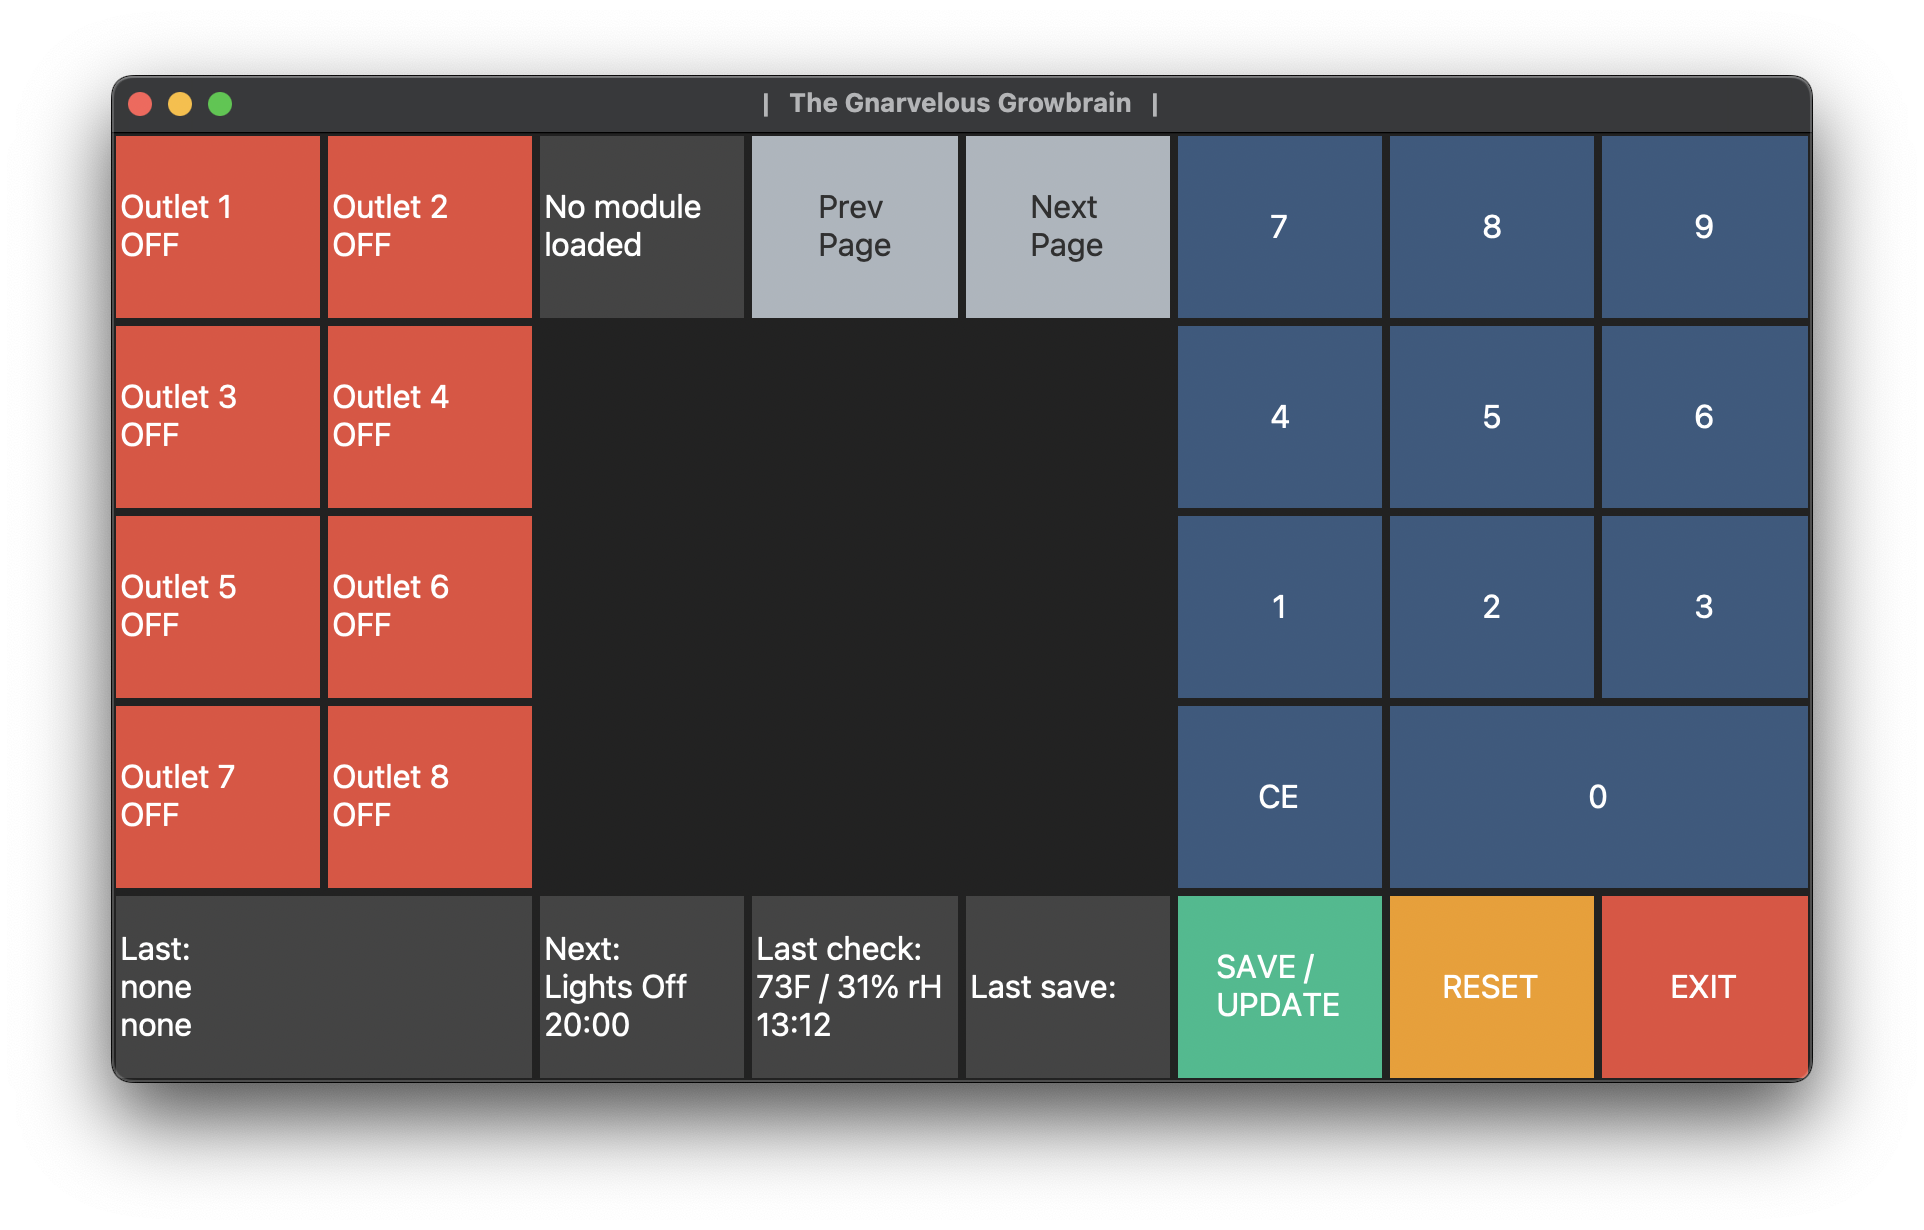 | The Gnarvelous Growbrain |
Outlet 1
OFF
Outlet 2
OFF
No module
loaded
Prev
Page
Next
Page
7
8
9
Outlet 3
OFF
Outlet 4
OFF
4
5
6
Outlet 5
OFF
Outlet 6
OFF
1
2
3
Outlet 7
OFF
Outlet 8
OFF
CE
0
Last:
none
none
Next:
Lights Off
20:00
Last check:
73F / 31% rH
13:12
Last save:
SAVE /
UPDATE
RESET
EXIT